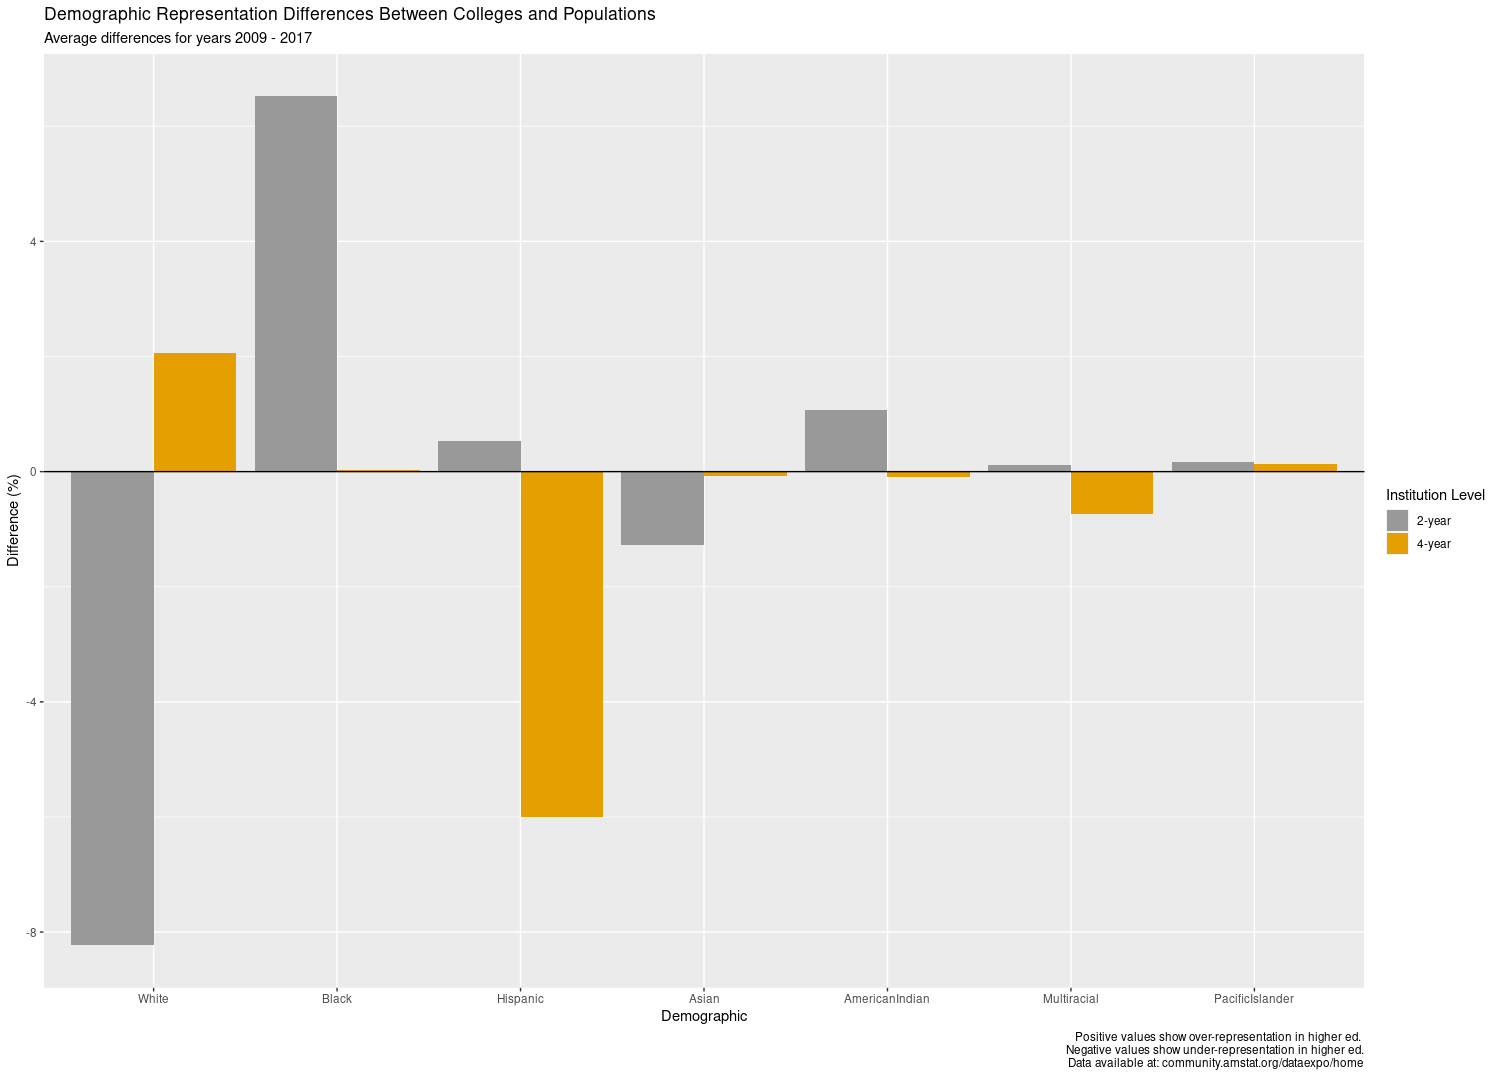 Demographic Representation Differences Between Colleges and Populations
Average differences for years 2009 - 2017
Difference (%)
4
0
-4
-8
White
Black
Hispanic
Asian
AmericanIndian
Multiracial
PacificIslander
Demographic
Institution Level
2-year
4-year
Positive values show over-representation in higher ed.
Negative values show under-representation in higher ed.
Data available at: community.amstat.org/dataexpo/home